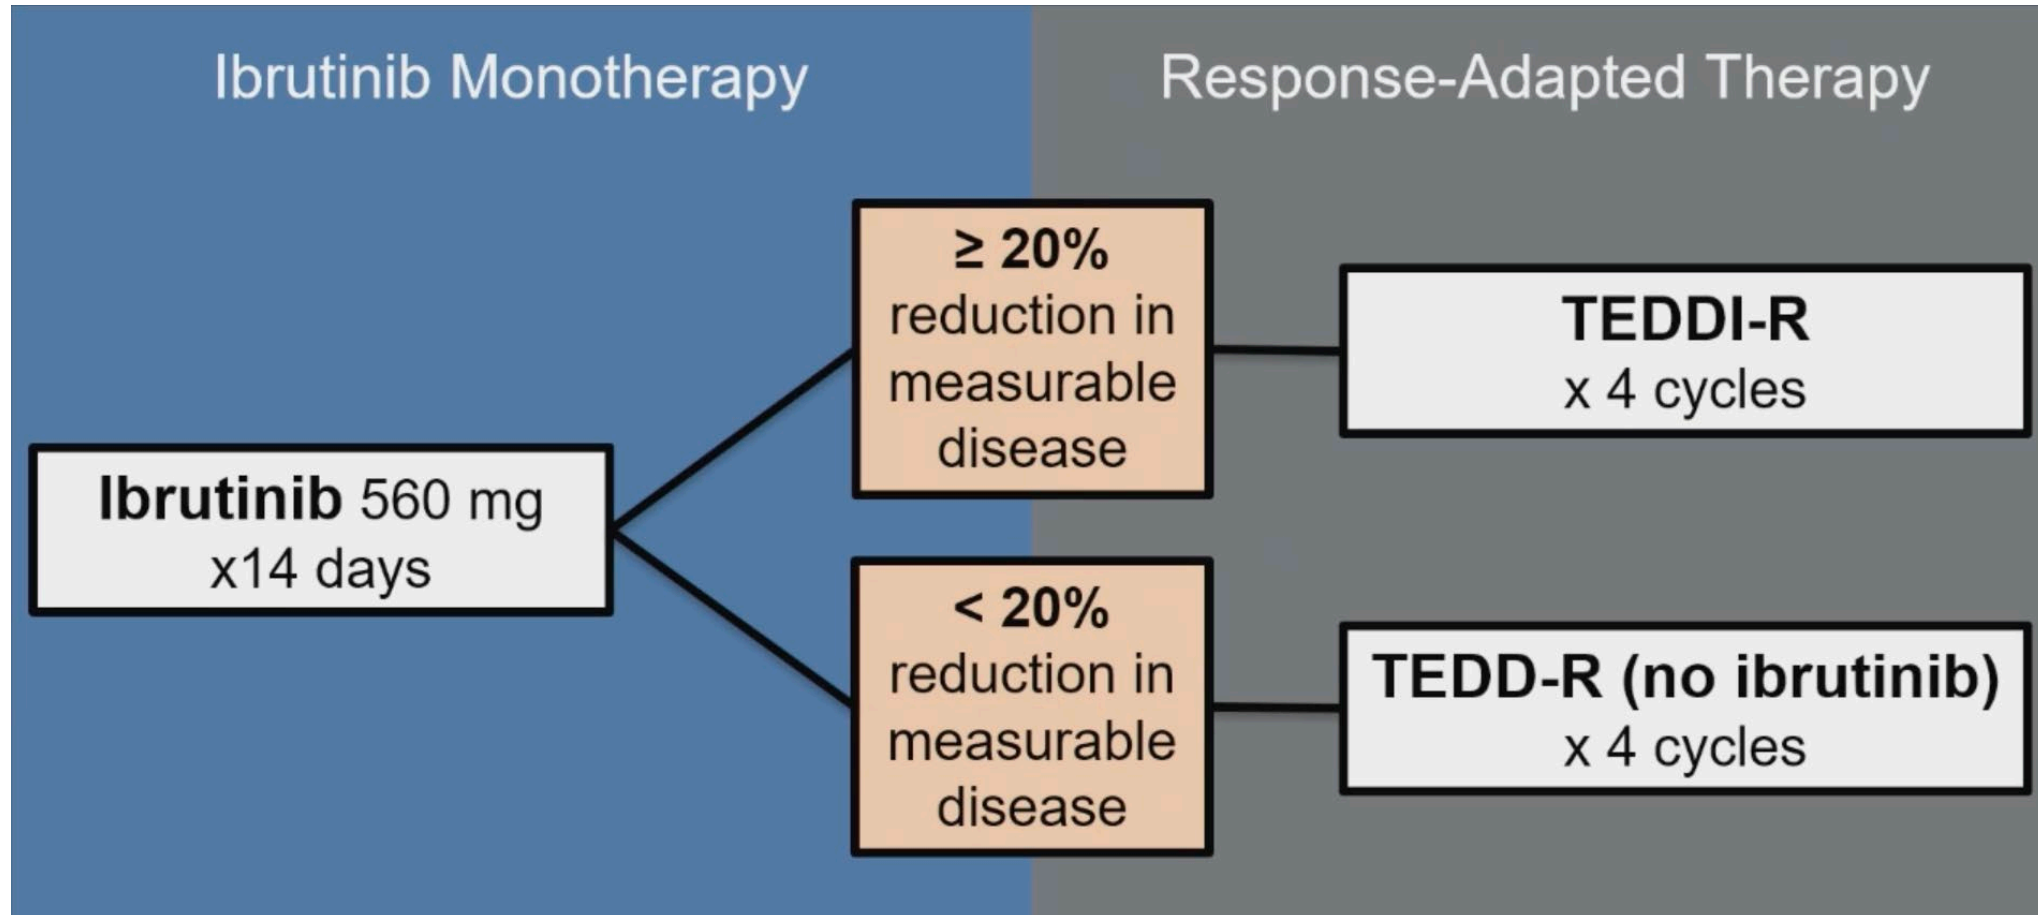 Ibrutinib Monotherapy
Response-Adapted Therapy
Ibrutinib 560 mg
x14 days
≥ 20%
reduction in
measurable
disease
TEDDI-R
x 4 cycles
< 20%
reduction in
measurable
disease
TEDD-R (no ibrutinib)
x 4 cycles